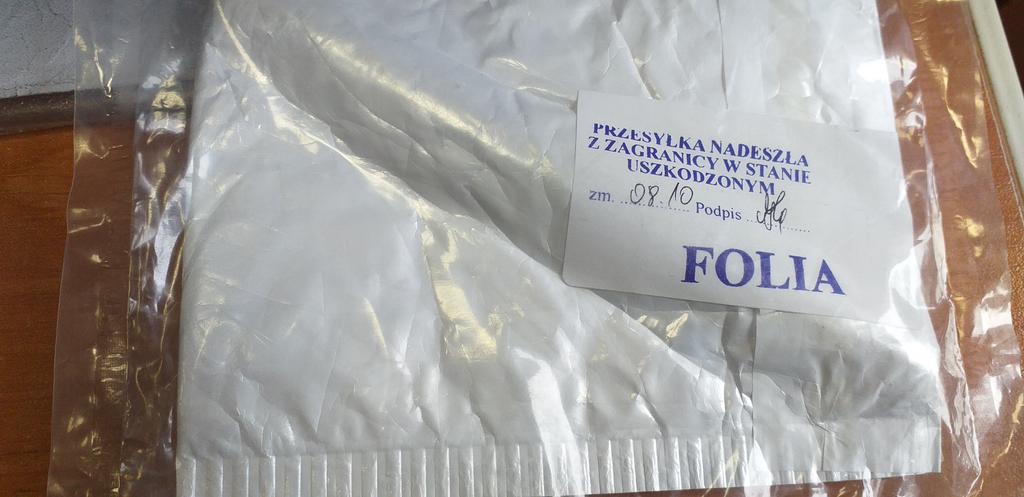 PRZESYŁKA NADESZŁA
Z ZAGRANICY W STANIE
USZKODZONYM
zm. 08.10 Podpis
FOLIA